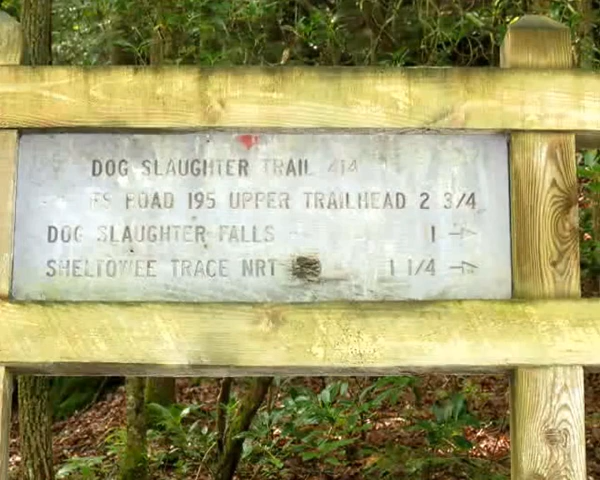 DOG SLAUGHTER TRAIL 414
FS ROAD 195 UPPER TRAILHEAD 2 3/4
DOG SLAUGHTER FALLS 1 →
SHELTOWEE TRACE NRT 1 1/4 →